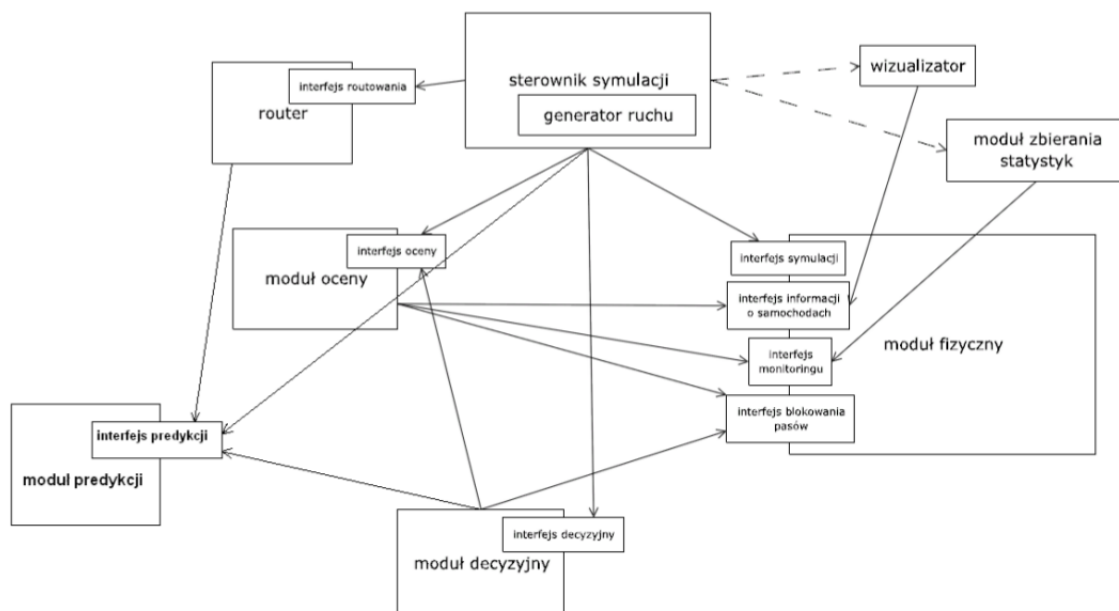 sterownik symulacji
generator ruchu
interfejs routowania
router
wizualizator
moduł zbierania
statystyk
interfejs oceny
moduł oceny
interfejs symulacji
interfejs informacji
o samochodach
moduł fizyczny
interfejs
monitoringu
interfejs blokowania
pasów
interfejs predykcji
moduł predykcji
interfejs decyzyjny
moduł decyzyjny